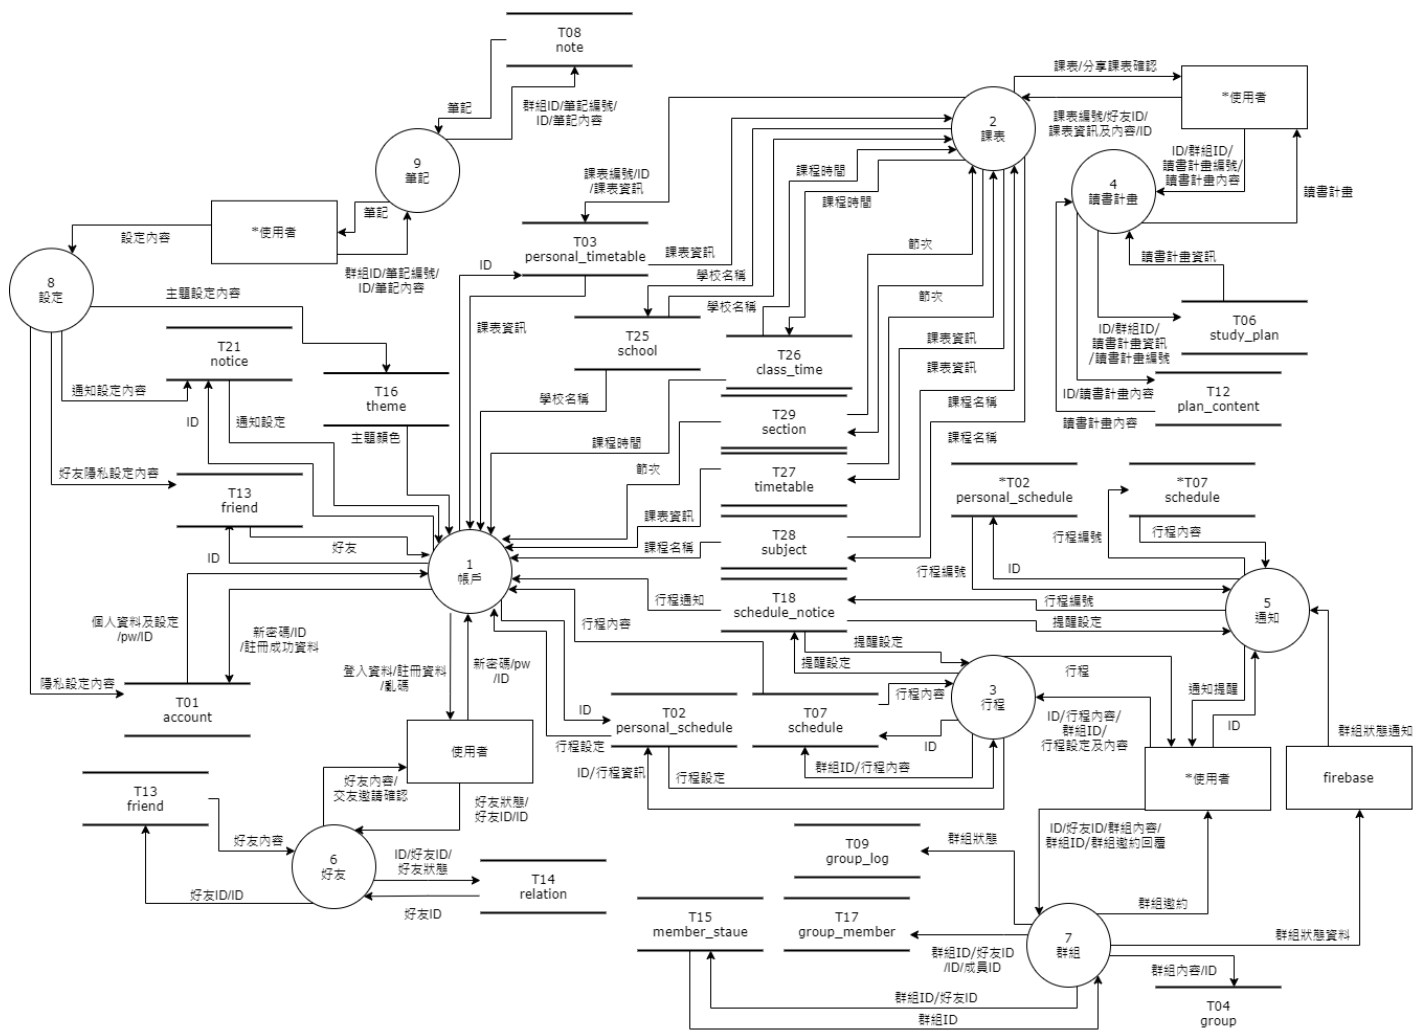 T08
note
筆記
群組ID/筆記編號/
ID/筆記內容
9
筆記
筆記
*使用者
設定內容
群組ID/筆記編號/
ID/筆記內容
8
設定
主題設定內容
T21
notice
通知設定內容
ID
通知設定
T16
theme
主題顏色
好友隱私設定內容
T13
friend
好友
ID
個人資料及設定
/pw/ID
新密碼/ID
/註冊成功資料
隱私設定內容
T01
account
課表/分享課表確認
*使用者
2
課表
課表編號/好友ID/
課表資訊及內容/ID
課表編號/ID
/課表資訊
T03
personal_timetable
ID
課表資訊
課表資訊
學校名稱
學校名稱
課程時間
課程時間
節次
節次
T25
school
學校名稱
T26
class_time
課程時間
T29
section
節次
T27
timetable
課表資訊
課表資訊
課表資訊
課程名稱
課程名稱
T28
subject
課程名稱
ID/群組ID/
讀書計畫編號/
讀書計畫內容
4
讀書計畫
讀書計畫
讀書計畫資訊
T06
study_plan
ID/群組ID/
讀書計畫資訊
/讀書計畫編號
T12
plan_content
ID/讀書計畫內容
讀書計畫內容
*T02
personal_schedule
*T07
schedule
行程編號
行程內容
行程編號
ID
5
通知
1
帳戶
T18
schedule_notice
行程通知
行程編號
提醒設定
提醒設定
提醒設定
行程內容
3
行程
行程
行程內容
ID
群組ID/行程內容
ID/行程內容/
群組ID/
行程設定及內容
通知提醒
ID
群組狀態通知
*使用者
firebase
登入資料/註冊資料
/亂碼
新密碼/pw
/ID
ID
T02
personal_schedule
行程設定
ID/行程資訊
行程設定
T07
schedule
使用者
T13
friend
好友內容
好友ID/ID
6
好友
好友內容/
交友邀請確認
好友狀態/
好友ID/ID
ID/好友ID/
好友狀態
好友ID
T14
relation
T09
group_log
群組狀態
ID/好友ID/群組內容/
群組ID/群組邀約回覆
群組邀約
T15
member_staue
T17
group_member
群組ID/好友ID
/ID/成員ID
7
群組
群組狀態資料
群組內容/ID
T04
group
群組ID/好友ID
群組ID